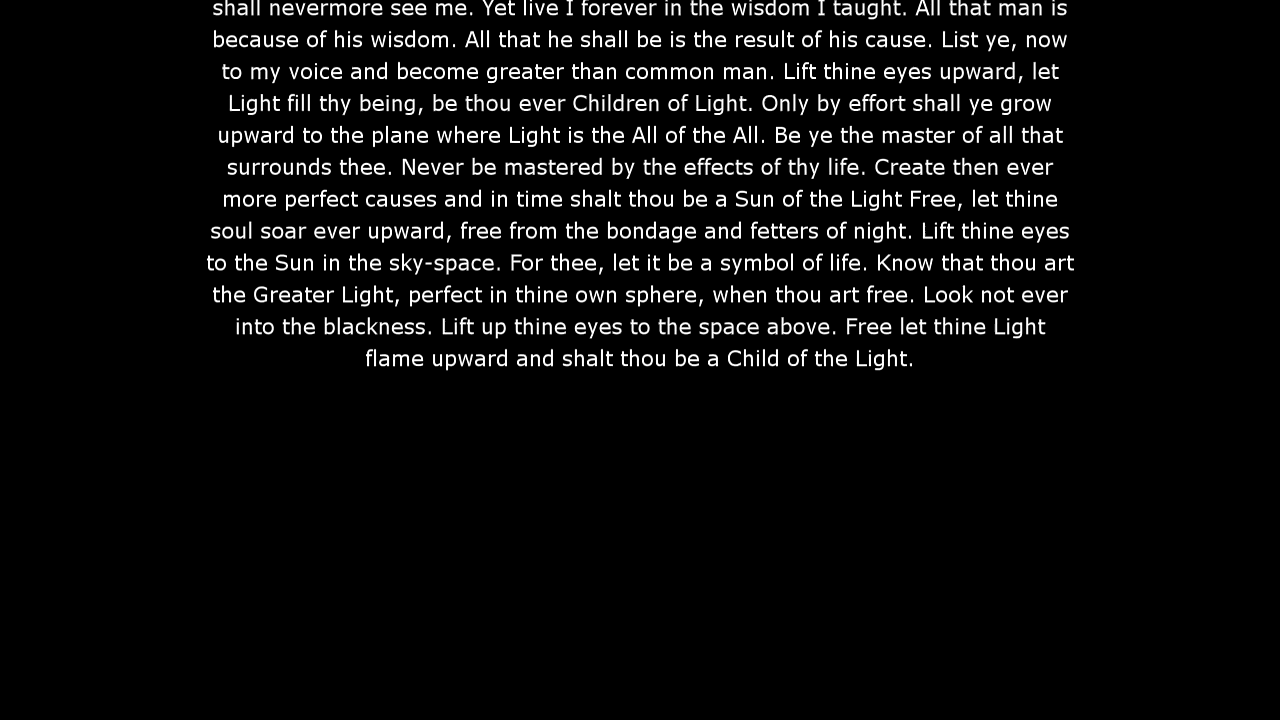 shall nevermore see me. Yet live I forever in the wisdom I taught. All that man is
because of his wisdom. All that he shall be is the result of his cause. List ye, now
to my voice and become greater than common man. Lift thine eyes upward, let
Light fill thy being, be thou ever Children of Light. Only by effort shall ye grow
upward to the plane where Light is the All of the All. Be ye the master of all that
surrounds thee. Never be mastered by the effects of thy life. Create then ever
more perfect causes and in time shalt thou be a Sun of the Light Free, let thine
soul soar ever upward, free from the bondage and fetters of night. Lift thine eyes
to the Sun in the sky-space. For thee, let it be a symbol of life. Know that thou art
the Greater Light, perfect in thine own sphere, when thou art free. Look not ever
into the blackness. Lift up thine eyes to the space above. Free let thine Light
flame upward and shalt thou be a Child of the Light.